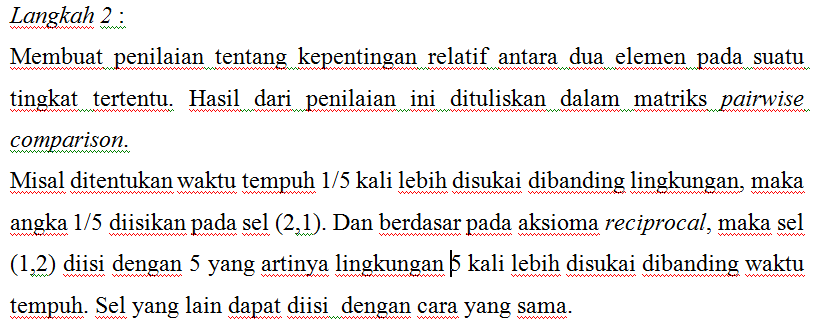 Langkah 2 :
Membuat penilaian tentang kepentingan relatif antara dua elemen pada suatu
tingkat tertentu. Hasil dari penilaian ini dituliskan dalam matriks pairwise
comparison.
Misal ditentukan waktu tempuh 1/5 kali lebih disukai dibanding lingkungan, maka
angka 1/5 diisikan pada sel (2,1). Dan berdasar pada aksioma reciprocal, maka sel
(1,2) diisi dengan 5 yang artinya lingkungan 5 kali lebih disukai dibanding waktu
tempuh. Sel yang lain dapat diisi  dengan cara yang sama.